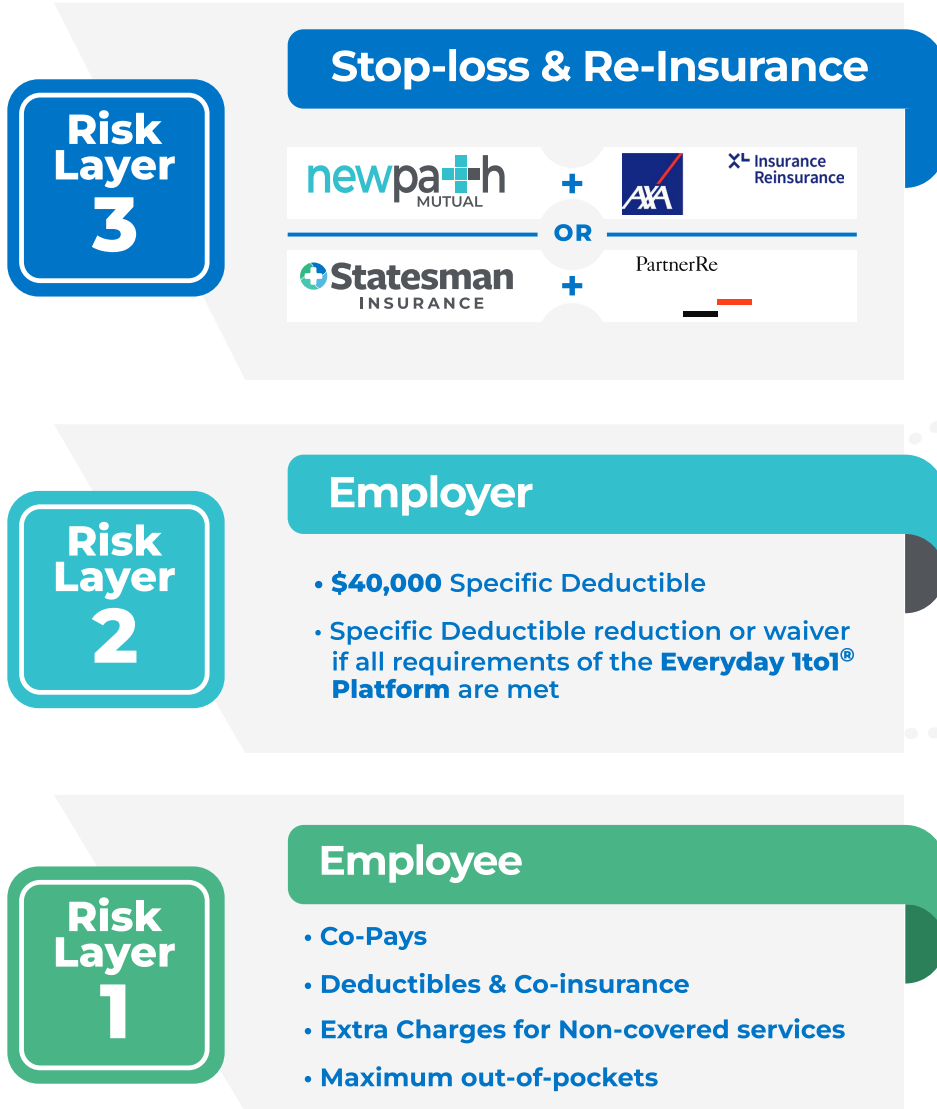 Stop-loss & Re-Insurance
Risk
Layer
3
newpath
MUTUAL
+
AXA
XL Insurance
Reinsurance
OR
Statesman
INSURANCE
+
PartnerRe
Employer
Risk
Layer
2
• $40,000 Specific Deductible
• Specific Deductible reduction or waiver
if all requirements of the Everyday 1to1®
Platform are met
Employee
Risk
Layer
1
• Co-Pays
• Deductibles & Co-insurance
• Extra Charges for Non-covered services
• Maximum out-of-pockets